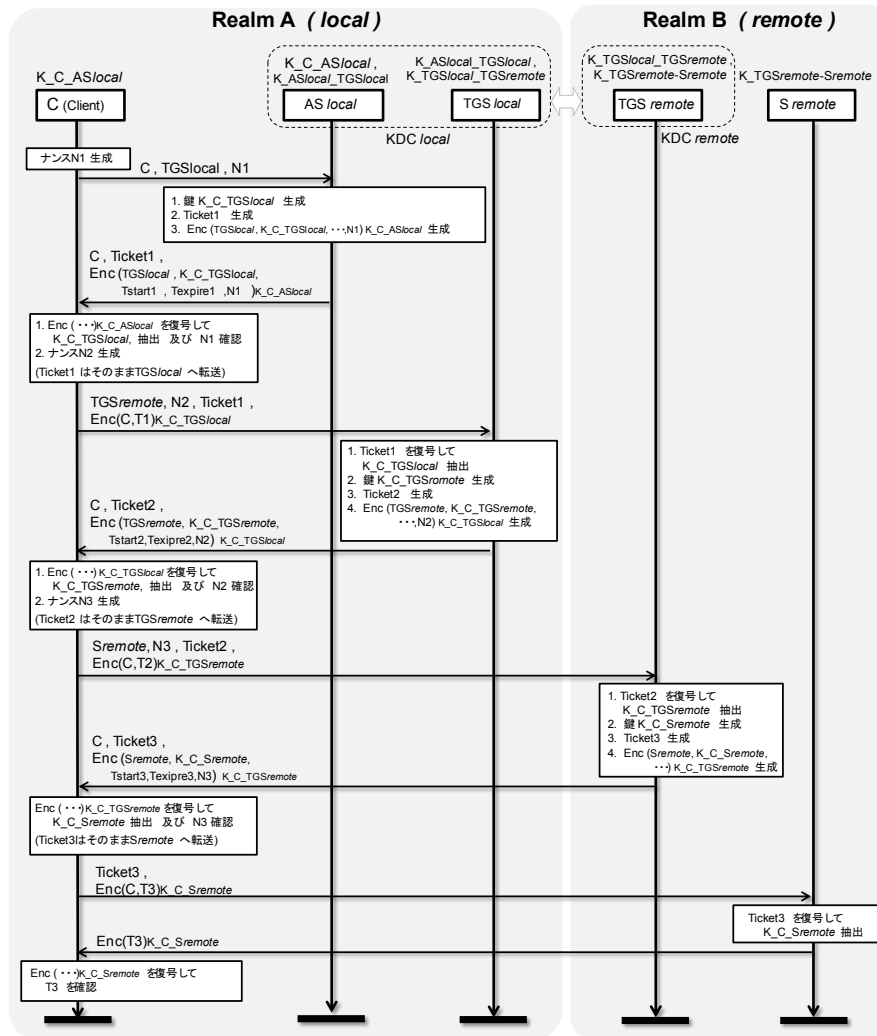 Realm A ( local )
Realm B ( remote )
K_C_ASlocal
K_C_ASlocal ,
K_ASlocal_TGSlocal
K_ASlocal_TGSlocal ,
K_TGSlocal_TGSremote
K_TGSlocal_TGSremote,
K_TGSremote-Sremote
K_TGSremote-Sremote
C (Client)
AS local
TGS local
TGS remote
S remote
KDC local
KDC remote
ナンスN1 生成
C , TGSlocal , N1
1. 鍵 K_C_TGSlocal 生成
2. Ticket1 生成
3. Enc (TGSlocal, K_C_TGSlocal, ・・・,N1) K_C_ASlocal 生成
C , Ticket1 ,
Enc (TGSlocal , K_C_TGSlocal,
Tstart1 , Texpire1 ,N1 )K_C_ASlocal
1. Enc ( ・・・)K_C_ASlocal を復号して
K_C_TGSlocal, 抽出 及び N1 確認
2. ナンスN2 生成
(Ticket1 はそのままTGSlocal へ転送)
TGSremote, N2 , Ticket1 ,
Enc(C,T1)K_C_TGSlocal
1. Ticket1 を復号して
K_C_TGSlocal 抽出
2. 鍵 K_C_TGSromote 生成
3. Ticket2 生成
4. Enc (TGSremote, K_C_TGSremote,
・・・,N2) K_C_TGSlocal 生成
C , Ticket2 ,
Enc (TGSremote, K_C_TGSremote,
Tstart2,Texipre2,N2) K_C_TGSlocal
1. Enc ( ・・・) K_C_TGSlocal を復号して
K_C_TGSremote, 抽出 及び N2 確認
2. ナンスN3 生成
(Ticket2 はそのままTGSremote へ転送)
Sremote, N3 , Ticket2 ,
Enc(C,T2)K_C_TGSremote
1. Ticket2 を復号して
K_C_TGSremote 抽出
2. 鍵 K_C_Sremote 生成
3. Ticket3 生成
4. Enc (Sremote, K_C_Sremote,
・・・) K_C_TGSremote 生成
C , Ticket3 ,
Enc (Sremote, K_C_Sremote,
Tstart3,Texipre3,N3) K_C_TGSremote
Enc ( ・・・)K_C_TGSremote を復号して
K_C_Sremote 抽出 及び N3 確認
(Ticket3はそのままSremote へ転送)
Ticket3 ,
Enc(C,T3)K_C_Sremote
Ticket3 を復号して
K_C_Sremote 抽出
Enc(T3)K_C_Sremote
Enc ( ・・・)K_C_Sremote を復号して
T3 を確認